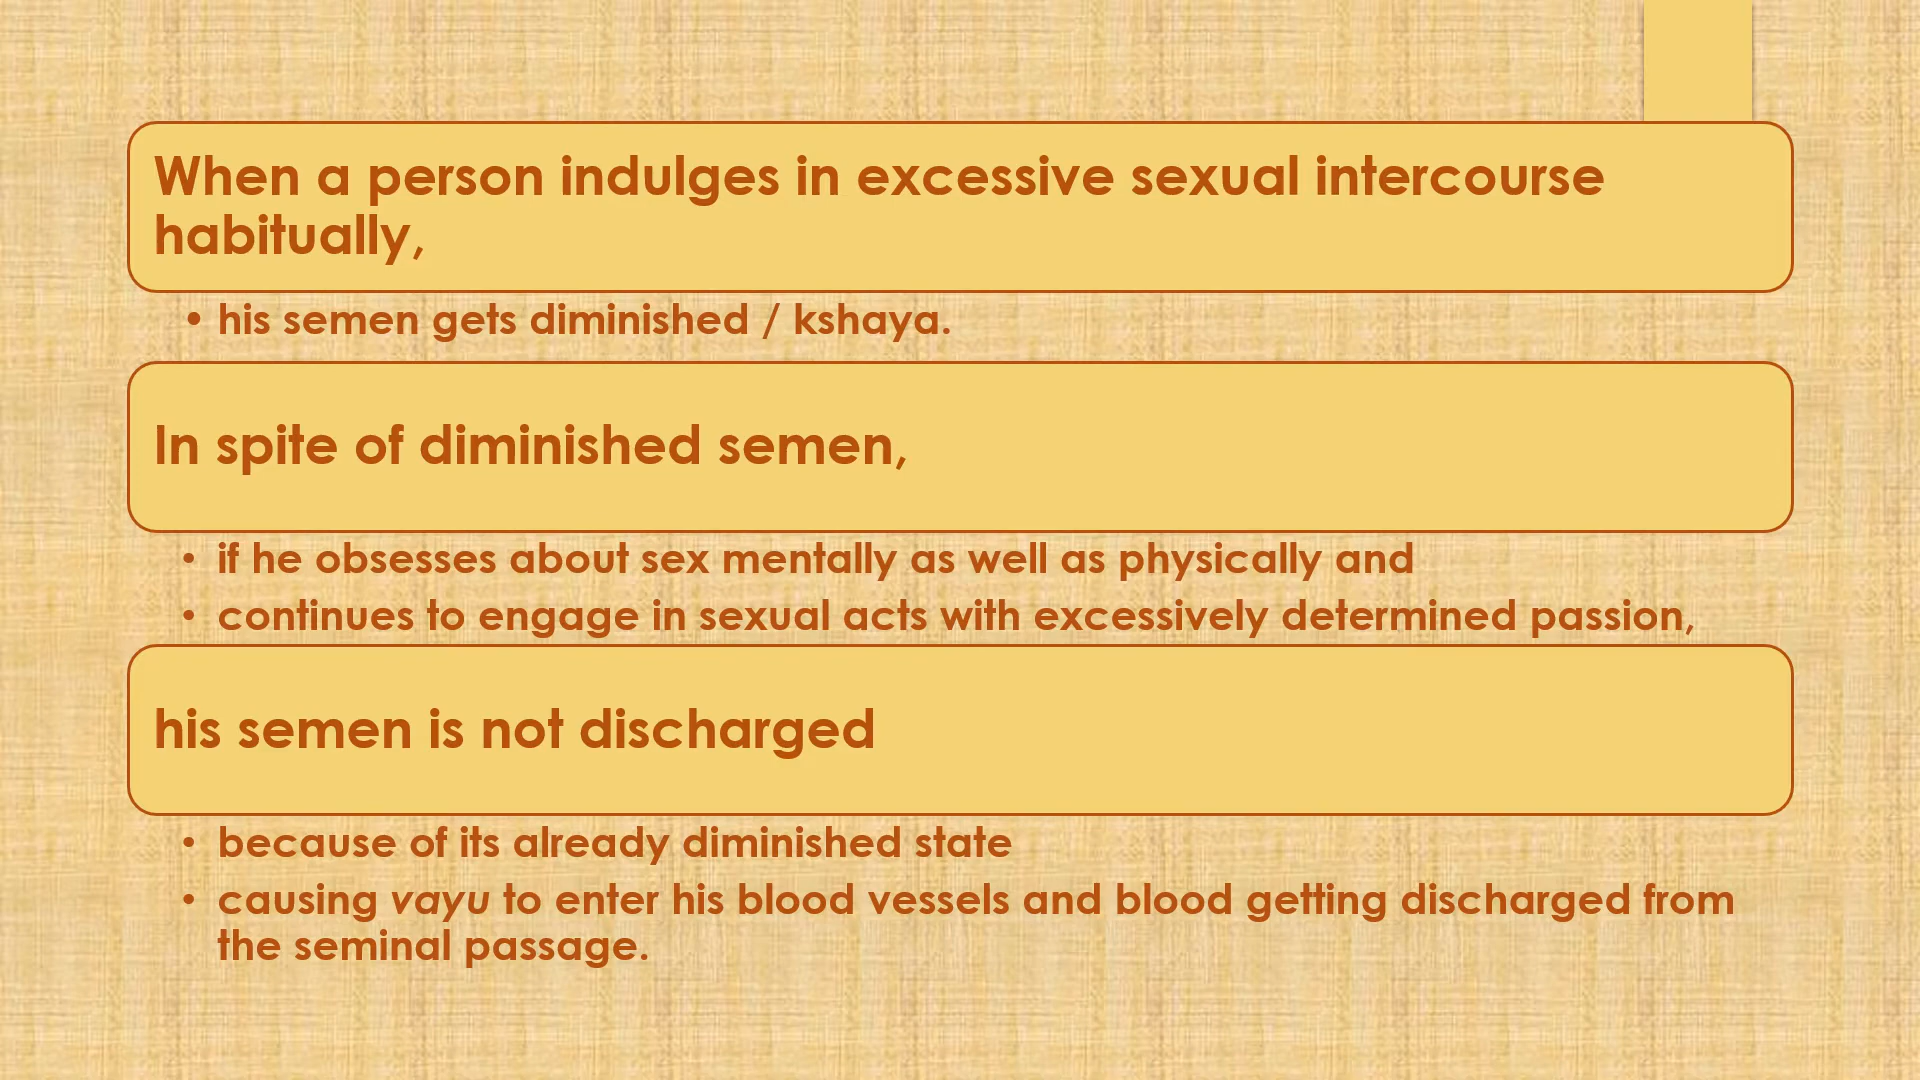 When a person indulges in excessive sexual intercourse
habitually,
• his semen gets diminished / kshaya.
In spite of diminished semen,
• if he obsesses about sex mentally as well as physically and
• continues to engage in sexual acts with excessively determined passion,
his semen is not discharged
• because of its already diminished state
• causing vayu to enter his blood vessels and blood getting discharged from
the seminal passage.